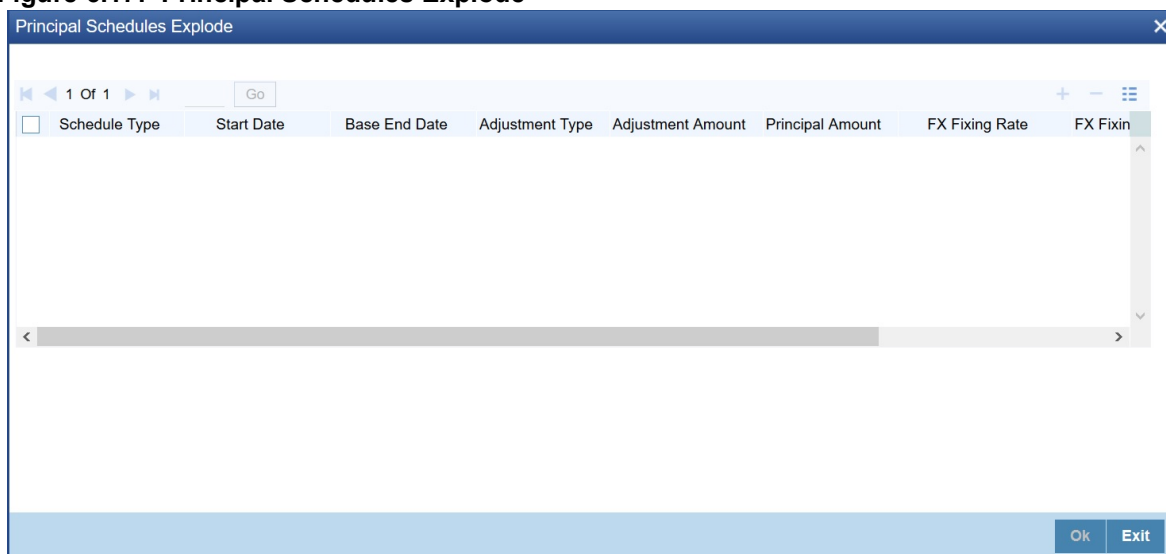 Principal Schedules Explode
1 Of 1 Go
Schedule Type Start Date Base End Date Adjustment Type Adjustment Amount Principal Amount FX Fixing Rate FX Fixin
Ok Exit